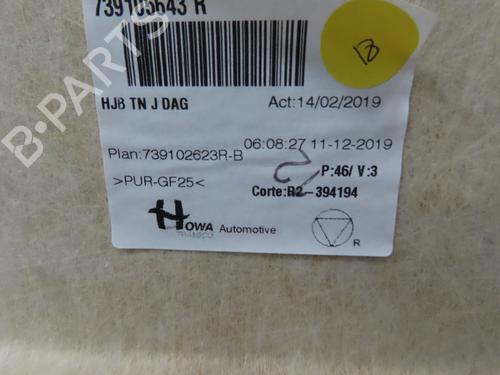 739105643 R
HJB TN J DAG
Act:14/02/2019
Plan:739102623R-B
06:08:27 11-12-2019
P:46/ V:3
>PUR-GF25<
Corte:R2-394194
HOWA
Automotive
R
B
B-PARTS